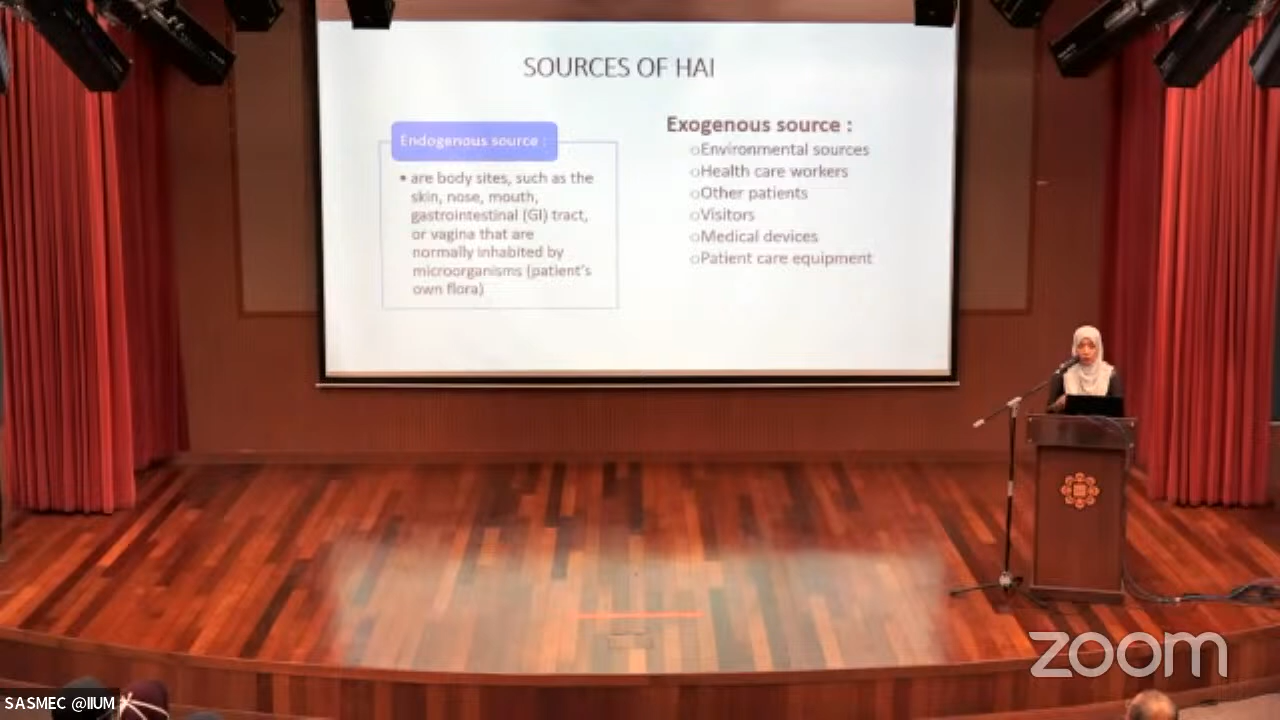 SOURCES OF HAI
Endogenous source :
• are body sites, such as the
skin, nose, mouth,
gastrointestinal (GI) tract,
or vagina that are
normally inhabited by
microorganisms (patient's
own flora)
Exogenous source :
oEnvironmental sources
oHealth care workers
oOther patients
oVisitors
oMedical devices
oPatient care equipment
zoom
SASMEC @IIUM